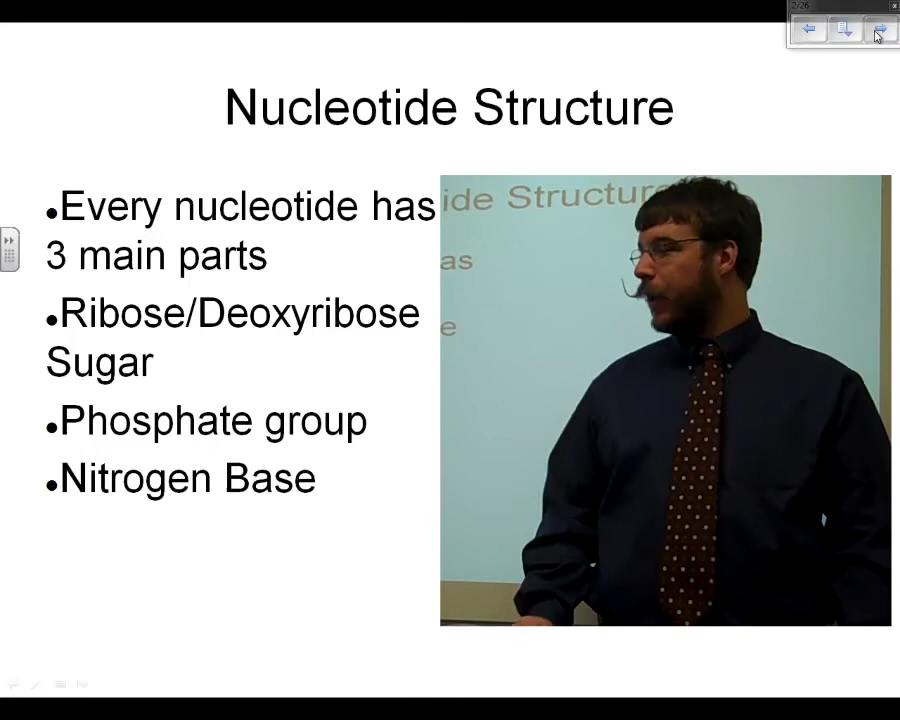 2/26
Nucleotide Structure
●Every nucleotide has
3 main parts
●Ribose/Deoxyribose
Sugar
●Phosphate group
●Nitrogen Base
ide Structure
as
e